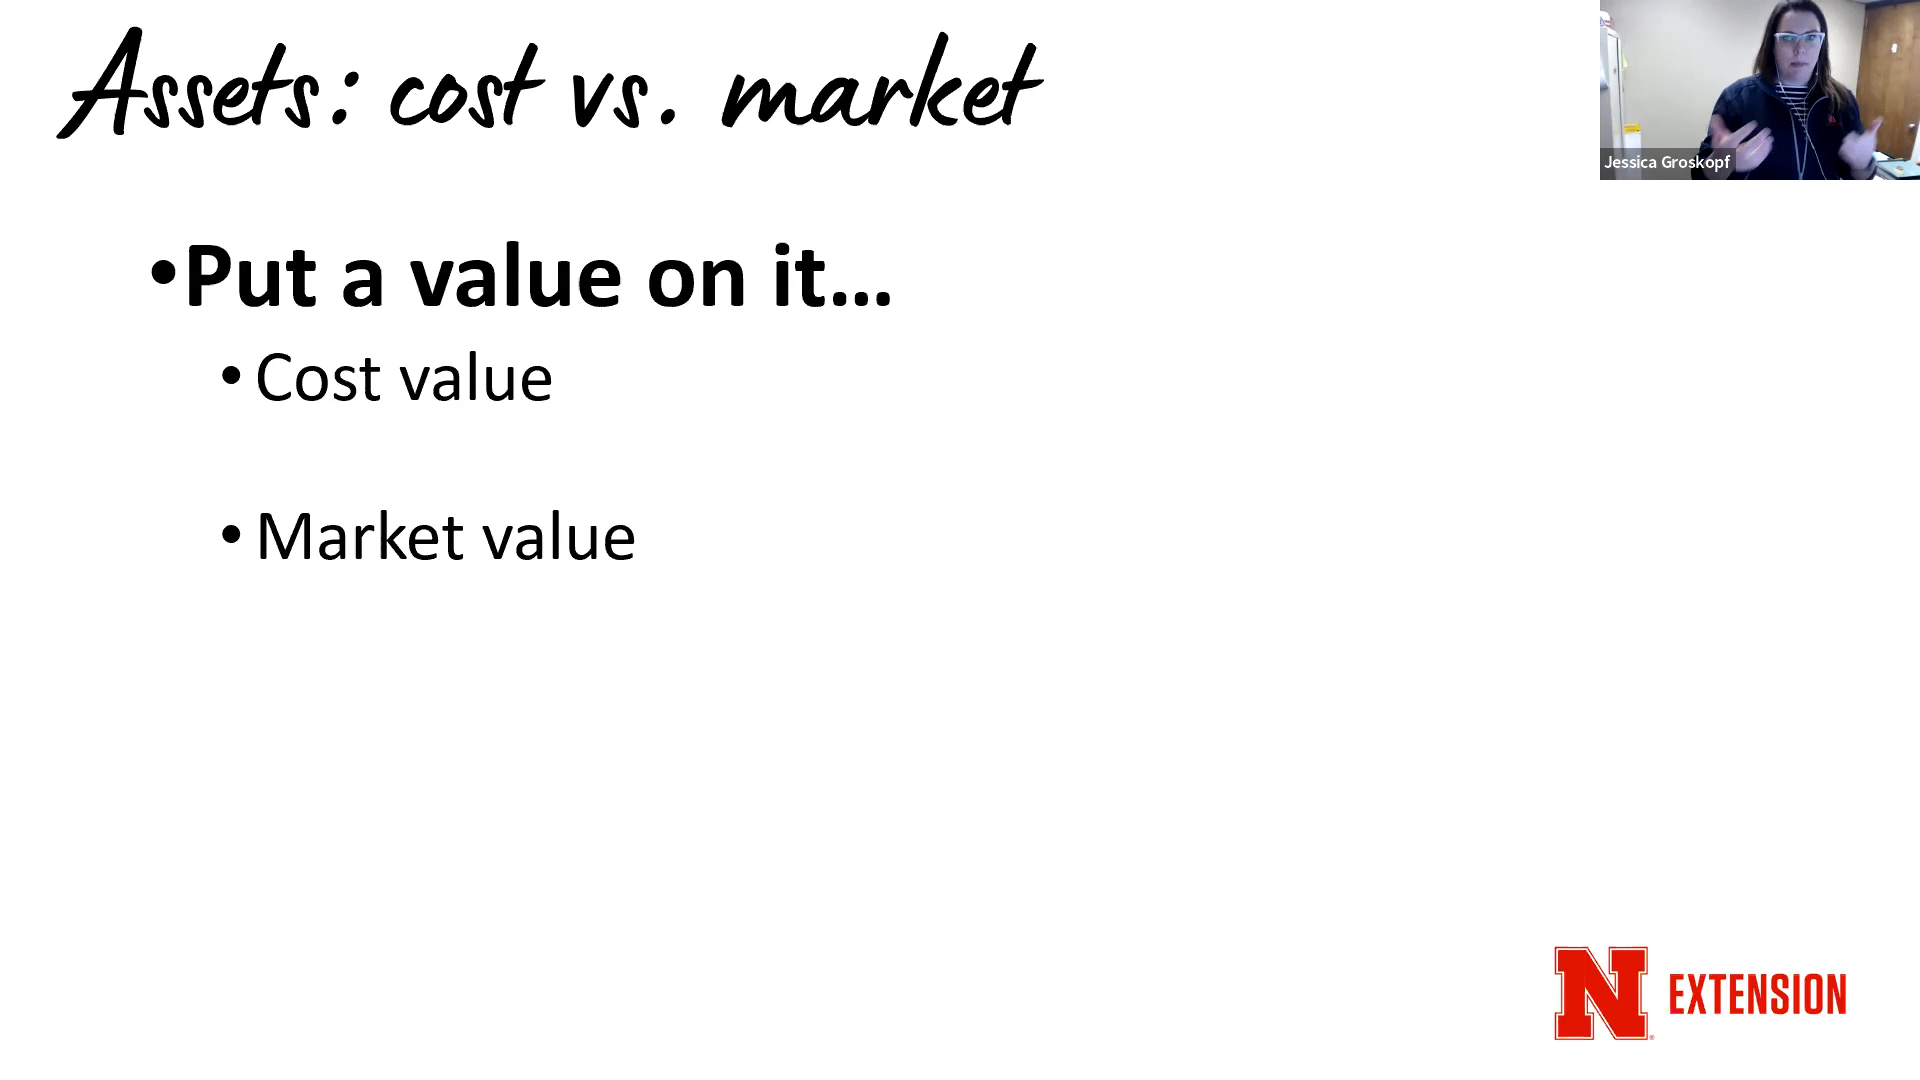 Assets: cost vs. market
Jessica Groskopf
•Put a value on it...
• Cost value
• Market value
N EXTENSION